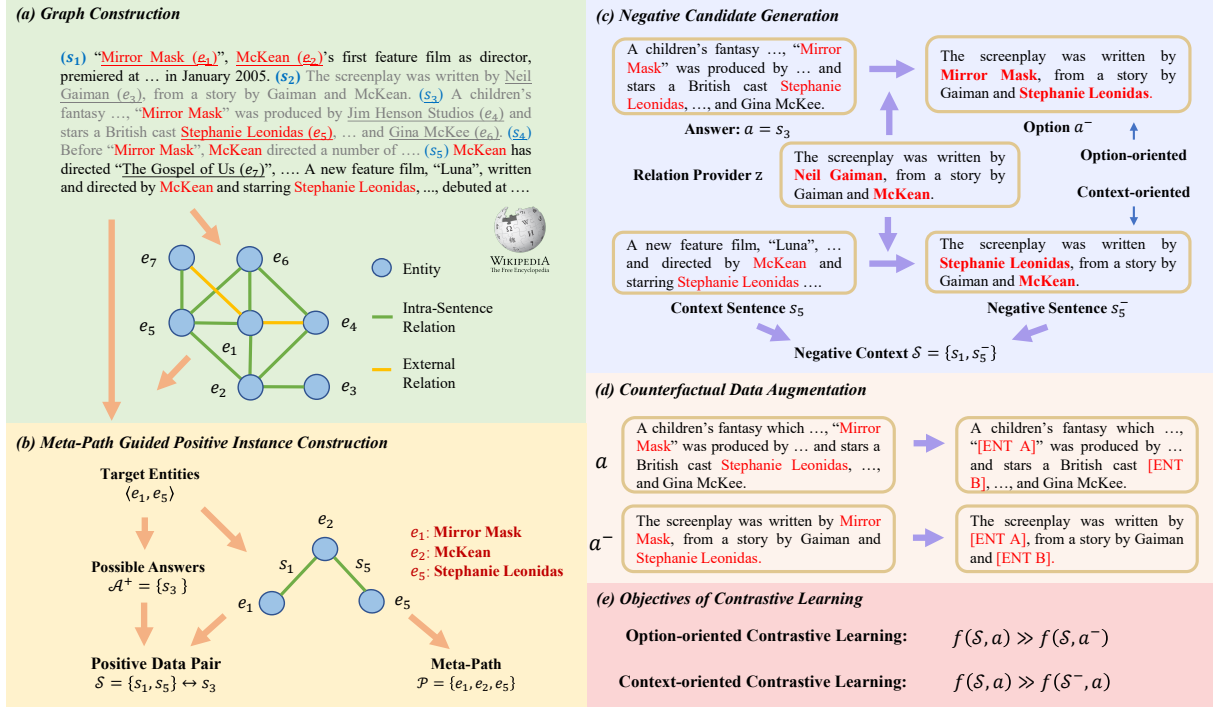 (a) Graph Construction
(s₁) “Mirror Mask (e₁)”, McKean (e₂)’s first feature film as director,
premiered at … in January 2005. (s₂) The screenplay was written by Neil
Gaiman (e₃), from a story by Gaiman and McKean. (s₃) A children’s
fantasy …, “Mirror Mask” was produced by Jim Henson Studios (e₄) and
stars a British cast Stephanie Leonidas (e₅), … and Gina McKee (e₆). (s₄)
Before “Mirror Mask”, McKean directed a number of …. (s₅) McKean has
directed “The Gospel of Us (e₇)”, …. A new feature film, “Luna”, written
and directed by McKean and starring Stephanie Leonidas, ..., debuted at ….
WIKIPEDIA
The Free Encyclopedia
e₇
e₆
e₅
e₁
e₄
e₂
e₃
Entity
Intra-Sentence
Relation
External
Relation
(b) Meta-Path Guided Positive Instance Construction
Target Entities
⟨e₁, e₅⟩
Possible Answers
𝒜⁺ = {s₃ }
Positive Data Pair
𝒮 = {s₁, s₅} ↔ s₃
e₂
s₁
s₅
e₁
e₅
e₁: Mirror Mask
e₂: McKean
e₅: Stephanie Leonidas
Meta-Path
𝒫 = {e₁, e₂, e₅}
(c) Negative Candidate Generation
A children’s fantasy …, “Mirror
Mask” was produced by … and
stars a British cast Stephanie
Leonidas, …, and Gina McKee.
Answer: a = s₃
The screenplay was written by
Mirror Mask, from a story by
Gaiman and Stephanie Leonidas.
Option a⁻
Relation Provider z
The screenplay was written by
Neil Gaiman, from a story by
Gaiman and McKean.
Option-oriented
Context-oriented
A new feature film, “Luna”, …
and directed by McKean and
starring Stephanie Leonidas ….
Context Sentence s₅
The screenplay was written by
Stephanie Leonidas, from a story by
Gaiman and McKean.
Negative Sentence s₅⁻
Negative Context 𝒮 = {s₁, s₅⁻}
(d) Counterfactual Data Augmentation
a
A children’s fantasy which …, “Mirror
Mask” was produced by … and stars a
British cast Stephanie Leonidas, …,
and Gina McKee.
A children’s fantasy which …,
“[ENT A]” was produced by …
and stars a British cast [ENT
B], …, and Gina McKee.
a⁻
The screenplay was written by Mirror
Mask, from a story by Gaiman and
Stephanie Leonidas.
The screenplay was written by
[ENT A], from a story by Gaiman
and [ENT B].
(e) Objectives of Contrastive Learning
Option-oriented Contrastive Learning: f(𝒮, a) ≫ f(𝒮, a⁻)
Context-oriented Contrastive Learning: f(𝒮, a) ≫ f(𝒮⁻, a)